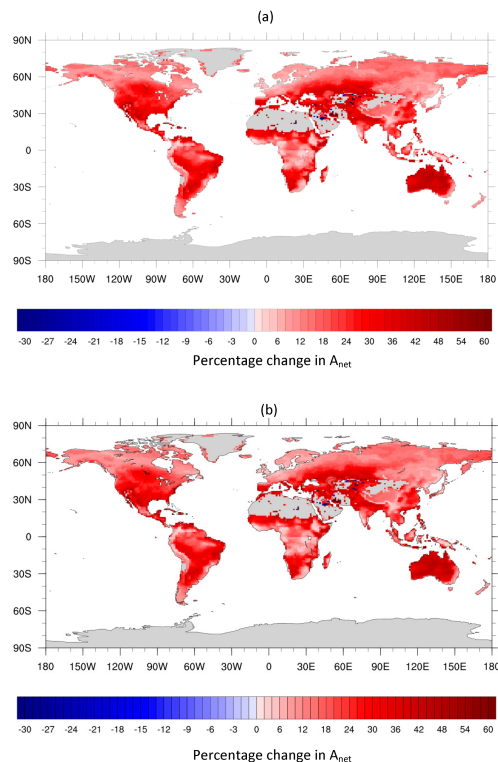 (a)
90N
60N
30N
0
30S
60S
90S
180 150W 120W 90W 60W 30W 0 30E 60E 90E 120E 150E 180
-30 -27 -24 -21 -18 -15 -12 -9 -6 -3 0 6 12 18 24 30 36 42 48 54 60
Percentage change in Anet
(b)
90N
60N
30N
0
30S
60S
90S
180 150W 120W 90W 60W 30W 0 30E 60E 90E 120E 150E 180
-30 -27 -24 -21 -18 -15 -12 -9 -6 -3 0 6 12 18 24 30 36 42 48 54 60
Percentage change in Anet